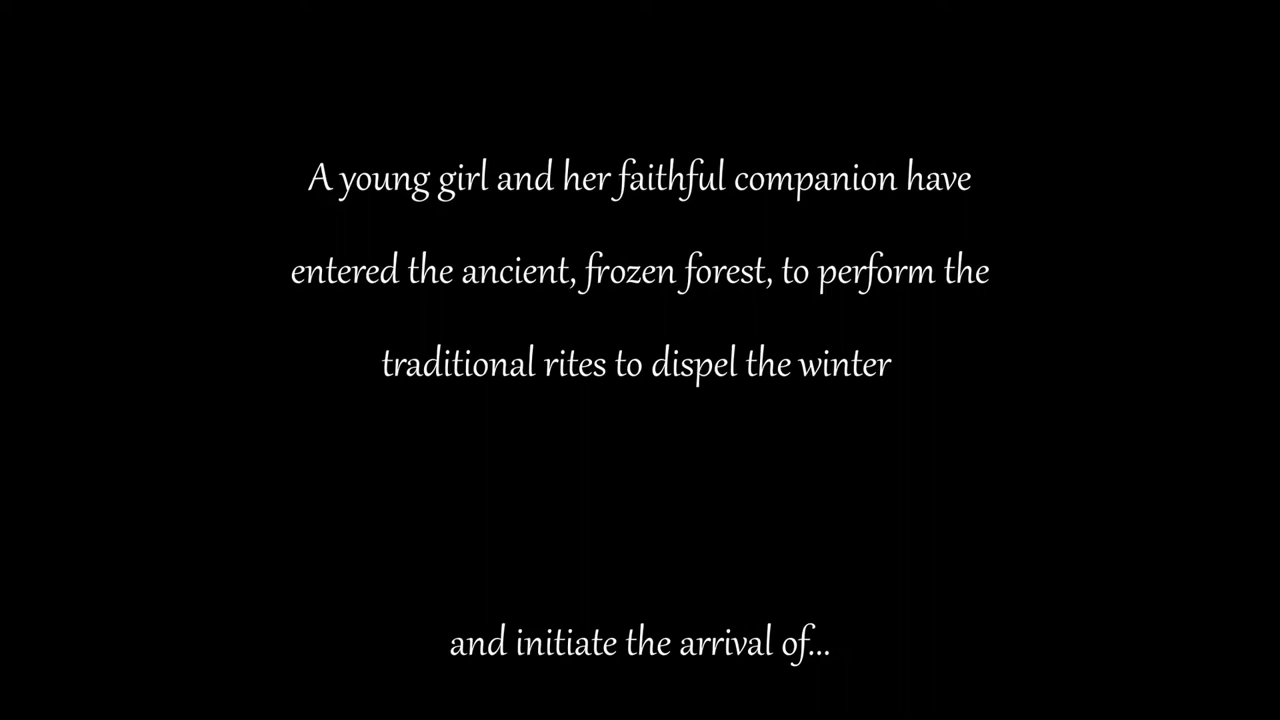 A young girl and her faithful companion have
entered the ancient, frozen forest, to perform the
traditional rites to dispel the winter
and initiate the arrival of...